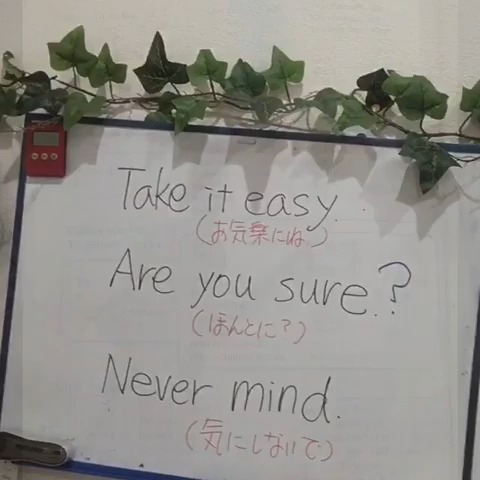 Take it easy.
(お気楽にね。)
Are you sure.?
(ほんとに?)
Never mind.
(気にしないで)